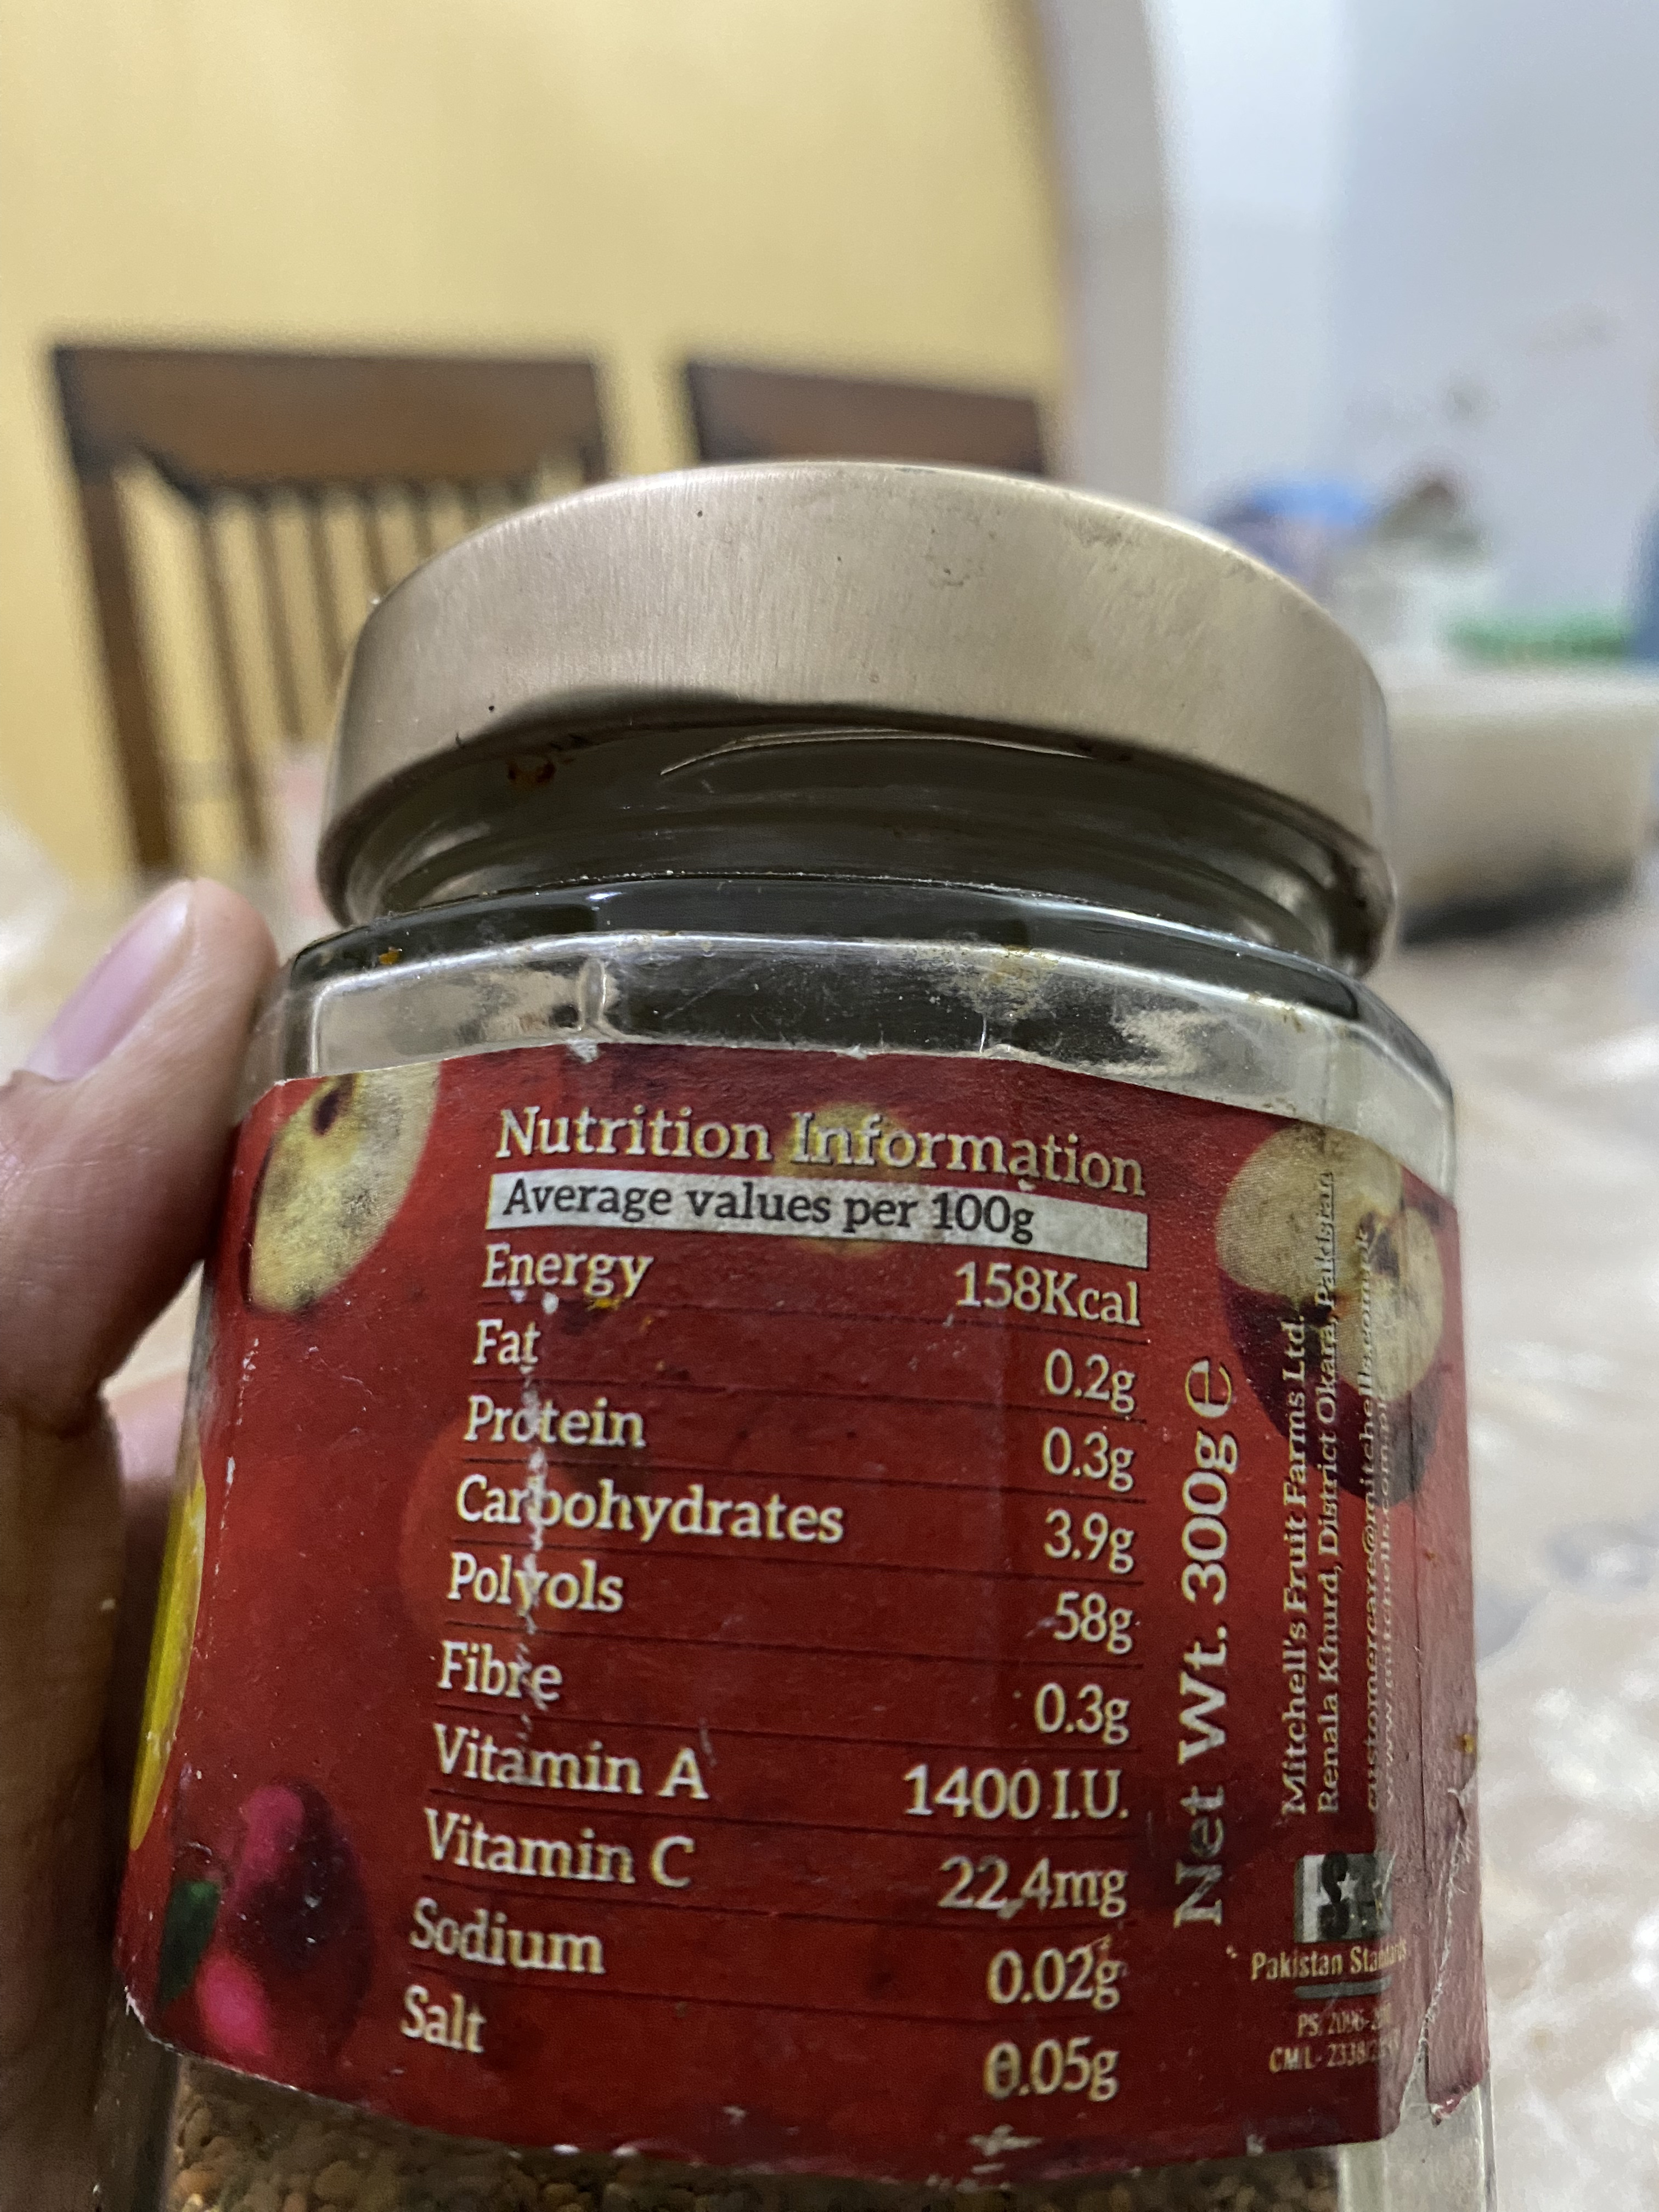 Nutrition Information
Average values per 100g
Energy 158Kcal
Fat 0.2g
Protein 0.3g
Carbohydrates 3.9g
Polyols 58g
Fibre 0.3g
Vitamin A 1400 I.U.
Vitamin C 22.4mg
Sodium 0.02g
Salt 0.05g
Net Wt. 300g e
Mitchell's Fruit Farms Ltd.
Renala Khurd, District Okara, Pakistan
Pakistan